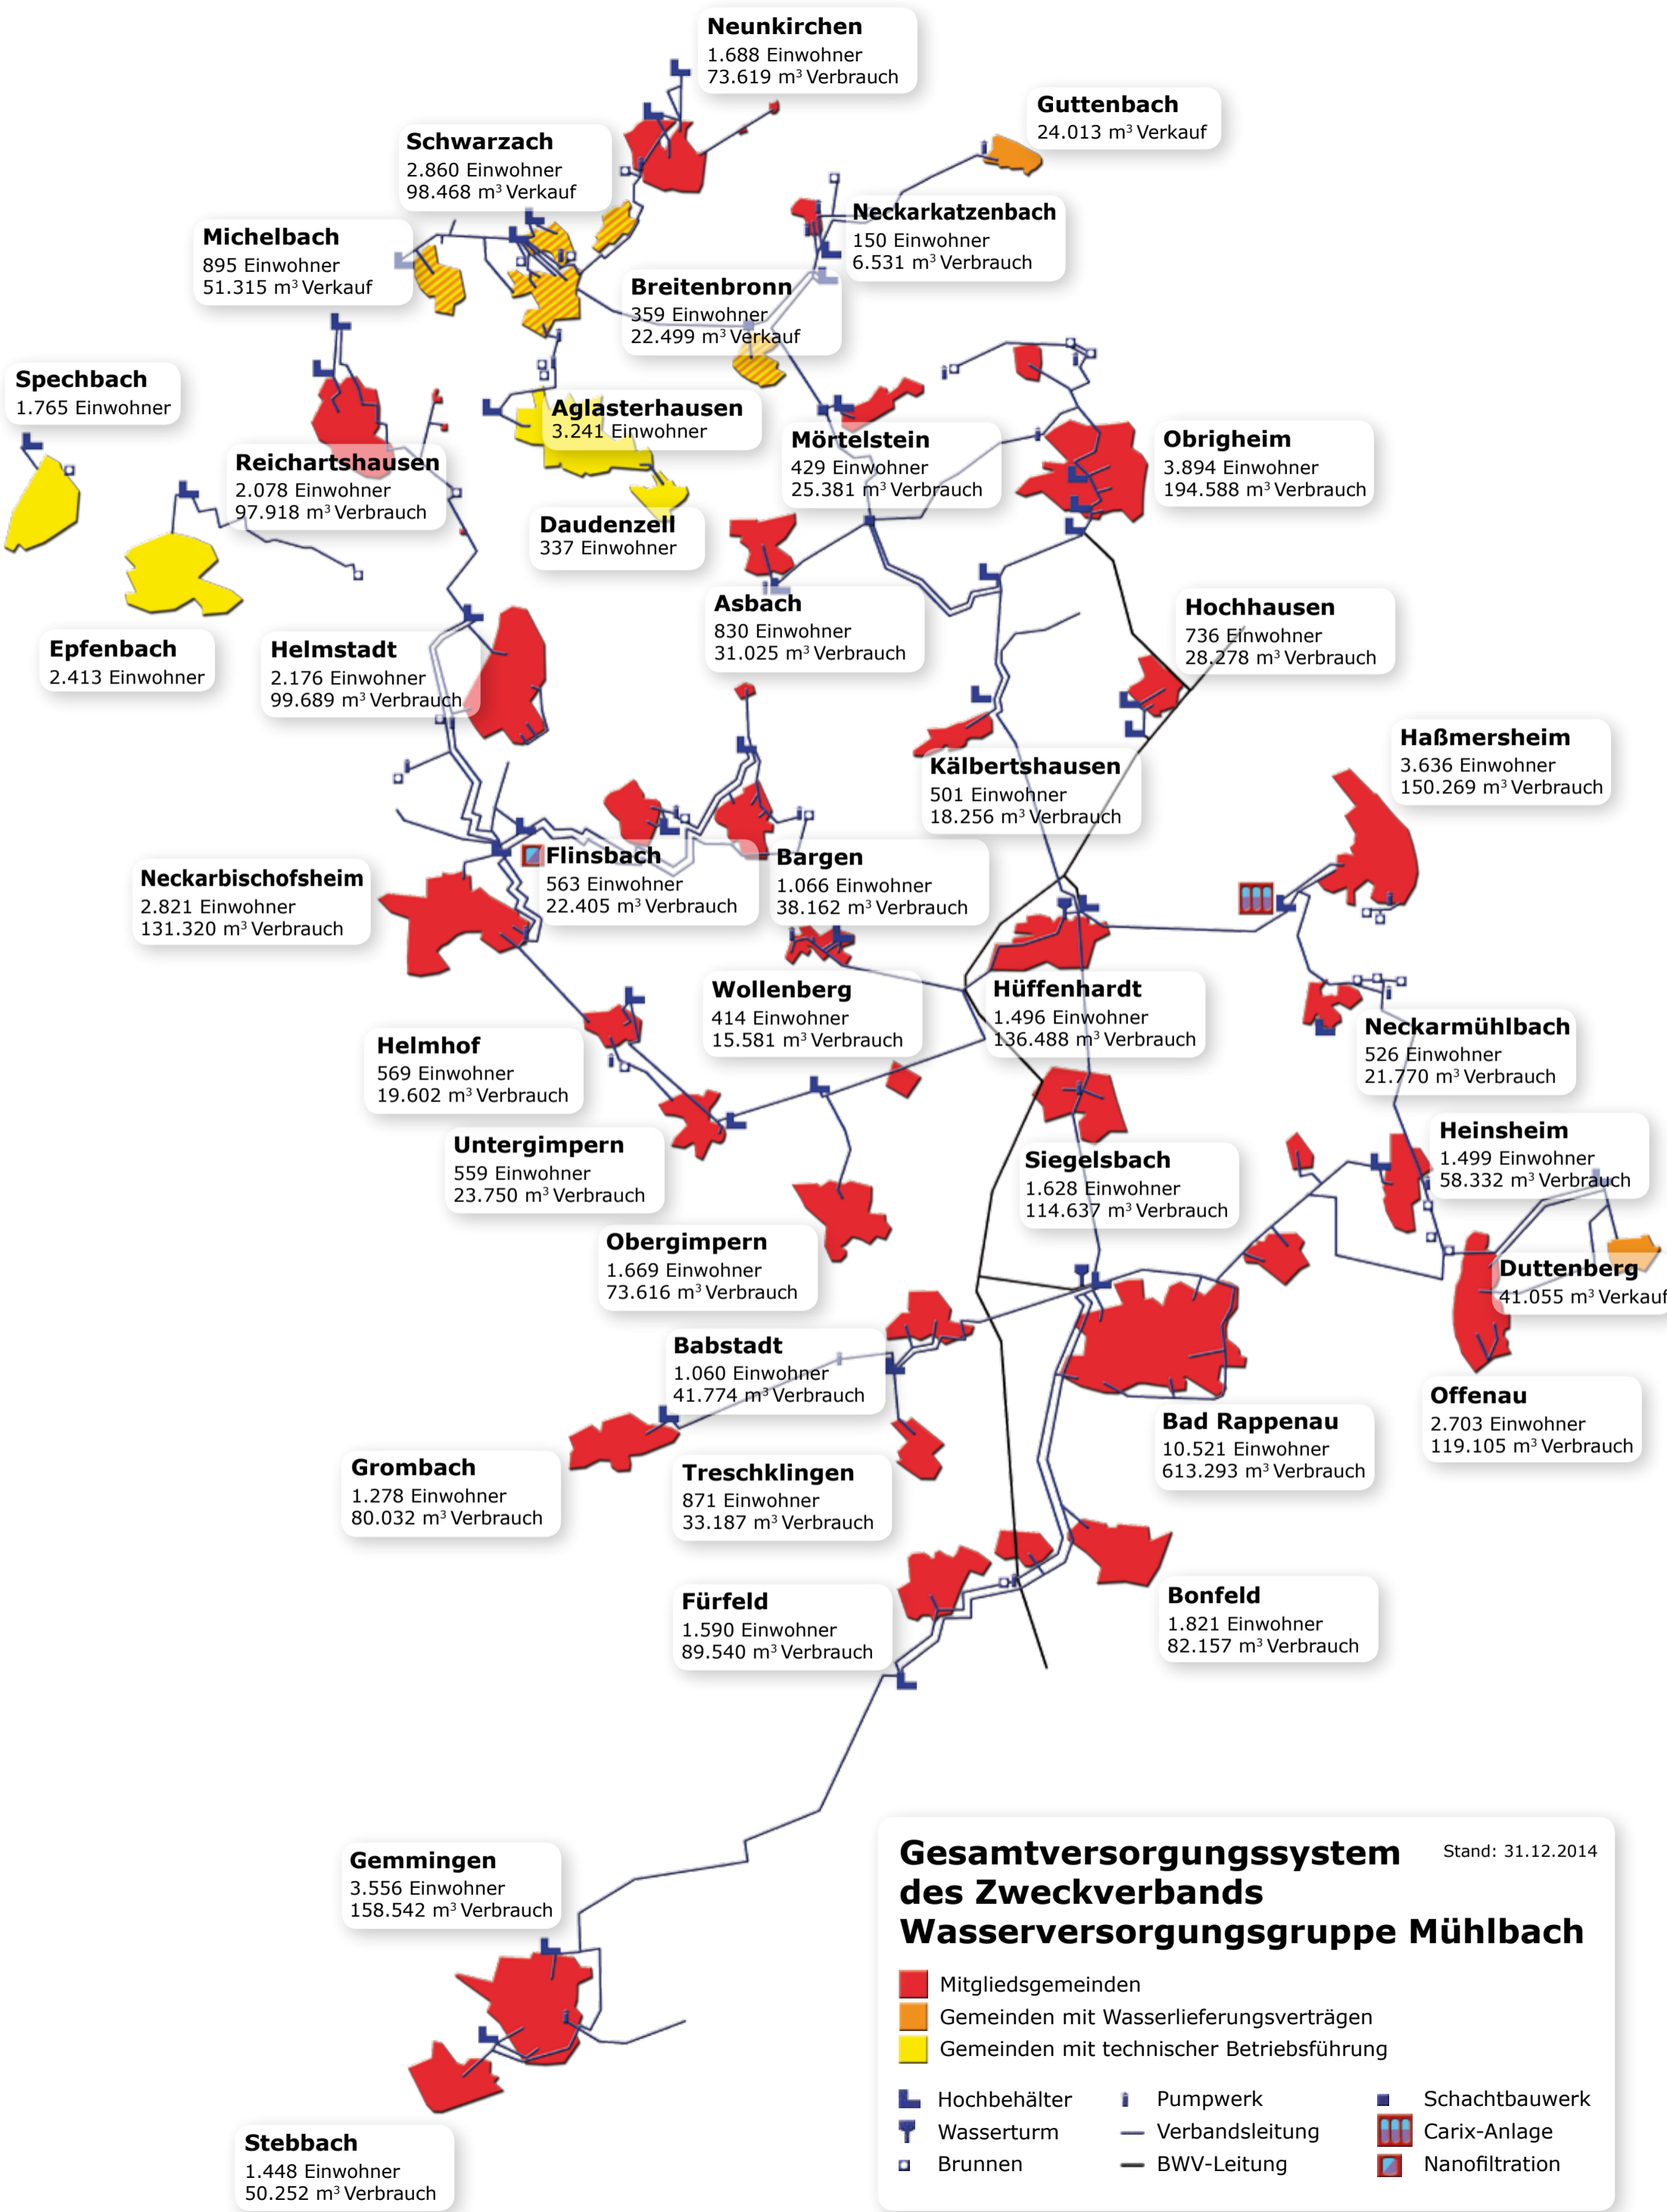 Neunkirchen
1.688 Einwohner
73.619 m³ Verbrauch
Guttenbach
24.013 m³ Verkauf
Schwarzach
2.860 Einwohner
98.468 m³ Verkauf
Neckarkatzenbach
150 Einwohner
6.531 m³ Verbrauch
Michelbach
895 Einwohner
51.315 m³ Verkauf
Breitenbronn
359 Einwohner
22.499 m³ Verkauf
Spechbach
1.765 Einwohner
Aglasterhausen
3.241 Einwohner
Mörtelstein
429 Einwohner
25.381 m³ Verbrauch
Obrigheim
3.894 Einwohner
194.588 m³ Verbrauch
Reichartshausen
2.078 Einwohner
97.918 m³ Verbrauch
Daudenzell
337 Einwohner
Asbach
830 Einwohner
31.025 m³ Verbrauch
Hochhausen
736 Einwohner
28.278 m³ Verbrauch
Epfenbach
2.413 Einwohner
Helmstadt
2.176 Einwohner
99.689 m³ Verbrauch
Haßmersheim
3.636 Einwohner
150.269 m³ Verbrauch
Kälbertshausen
501 Einwohner
18.256 m³ Verbrauch
Flinsbach
563 Einwohner
22.405 m³ Verbrauch
Bargen
1.066 Einwohner
38.162 m³ Verbrauch
Neckarbischofsheim
2.821 Einwohner
131.320 m³ Verbrauch
Wollenberg
414 Einwohner
15.581 m³ Verbrauch
Hüffenhardt
1.496 Einwohner
136.488 m³ Verbrauch
Neckarmühlbach
526 Einwohner
21.770 m³ Verbrauch
Helmhof
569 Einwohner
19.602 m³ Verbrauch
Heinsheim
1.499 Einwohner
58.332 m³ Verbrauch
Untergimpern
559 Einwohner
23.750 m³ Verbrauch
Siegelsbach
1.628 Einwohner
114.637 m³ Verbrauch
Obergimpern
1.669 Einwohner
73.616 m³ Verbrauch
Duttenberg
41.055 m³ Verkauf
Babstadt
1.060 Einwohner
41.774 m³ Verbrauch
Offenau
2.703 Einwohner
119.105 m³ Verbrauch
Bad Rappenau
10.521 Einwohner
613.293 m³ Verbrauch
Grombach
1.278 Einwohner
80.032 m³ Verbrauch
Treschklingen
871 Einwohner
33.187 m³ Verbrauch
Fürfeld
1.590 Einwohner
89.540 m³ Verbrauch
Bonfeld
1.821 Einwohner
82.157 m³ Verbrauch
Gemmingen
3.556 Einwohner
158.542 m³ Verbrauch
Stebbach
1.448 Einwohner
50.252 m³ Verbrauch
Gesamtversorgungssystem
Stand: 31.12.2014
des Zweckverbands
Wasserversorgungsgruppe Mühlbach
Mitgliedsgemeinden
Gemeinden mit Wasserlieferungsverträgen
Gemeinden mit technischer Betriebsführung
Hochbehälter
Pumpwerk
Schachtbauwerk
Wasserturm
Verbandsleitung
Carix-Anlage
Brunnen
BWV-Leitung
Nanofiltration